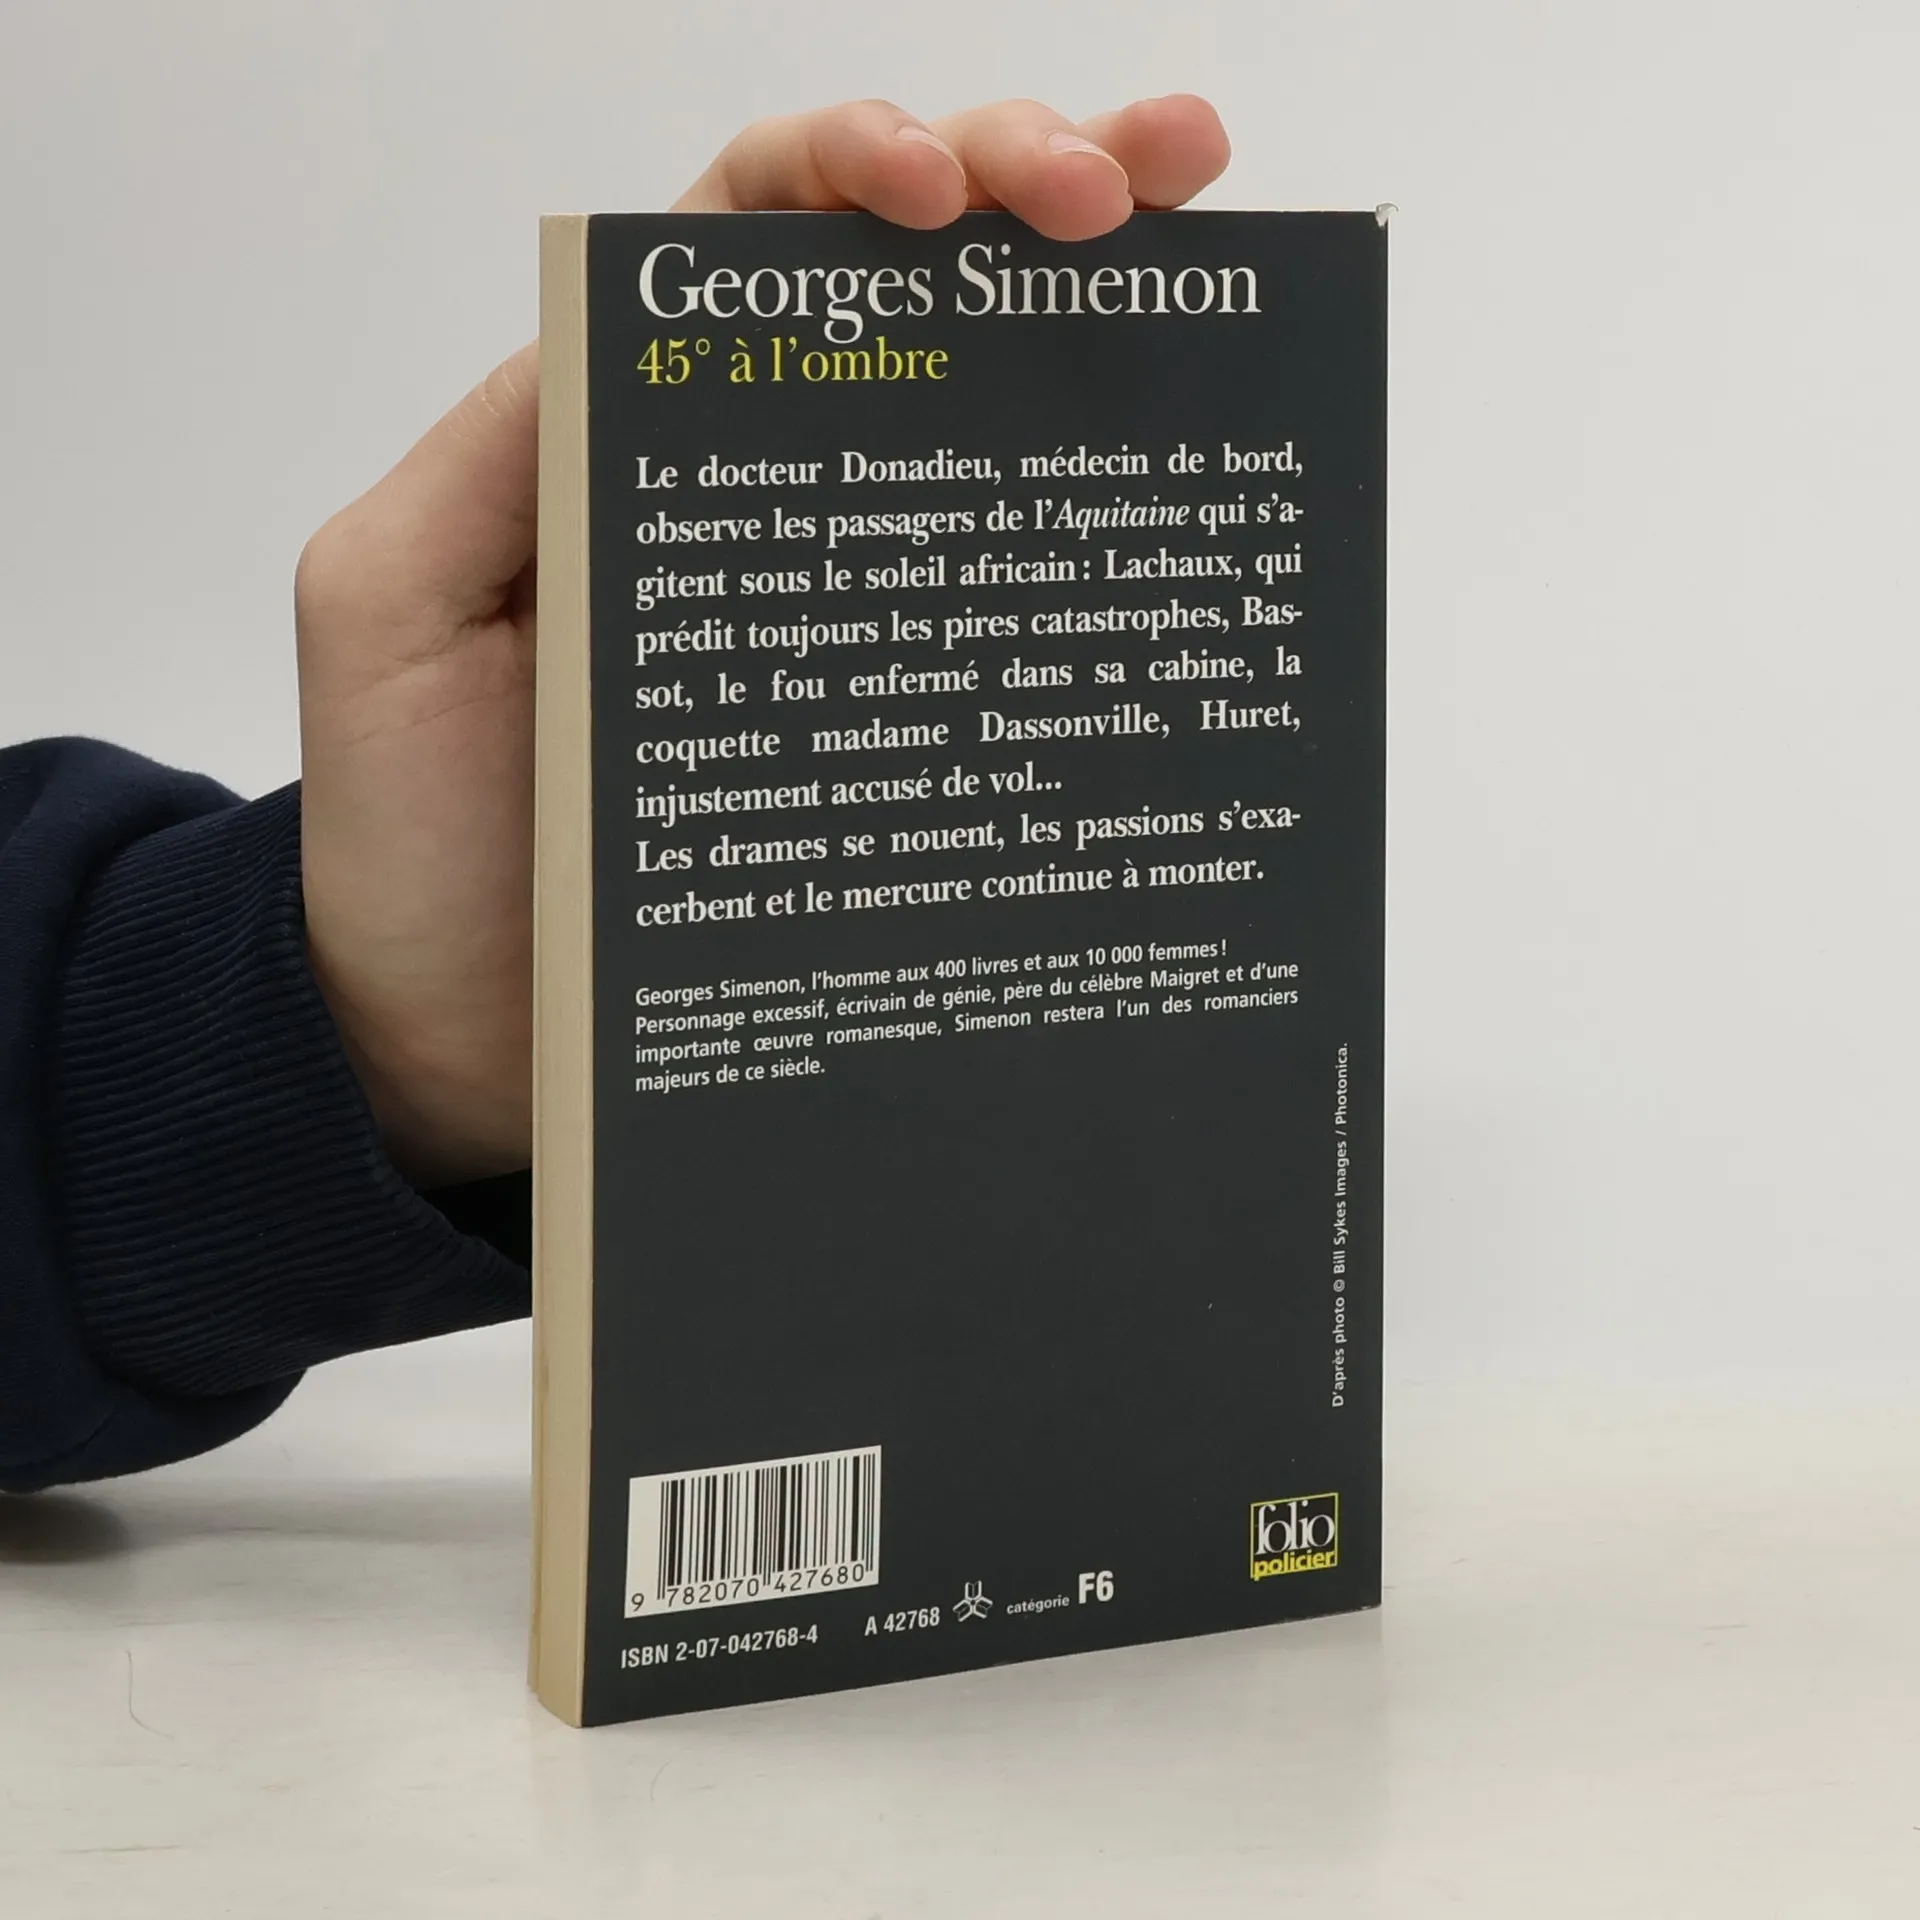 Georges Simenon
45° à l'ombre
Le docteur Donadieu, médecin de bord,
observe les passagers de l'Aquitaine qui s'a-
gitent sous le soleil africain : Lachaux, qui
prédit toujours les pires catastrophes, Bas-
sot, le fou enfermé dans sa cabine, la
coquette madame Dassonville, Huret,
injustement accusé de vol...
Les drames se nouent, les passions s'exa-
cerbent et le mercure continue à monter.
Georges Simenon, l'homme aux 400 livres et aux 10 000 femmes !
Personnage excessif, écrivain de génie, père du célèbre Maigret et d'une
importante œuvre romanesque, Simenon restera l'un des romanciers
majeurs de ce siècle.
D'après photo © Bill Sykes Images / Photonica.
9 782070 427680
ISBN 2-07-042768-4
A 42768
catégorie F6
folio
policier